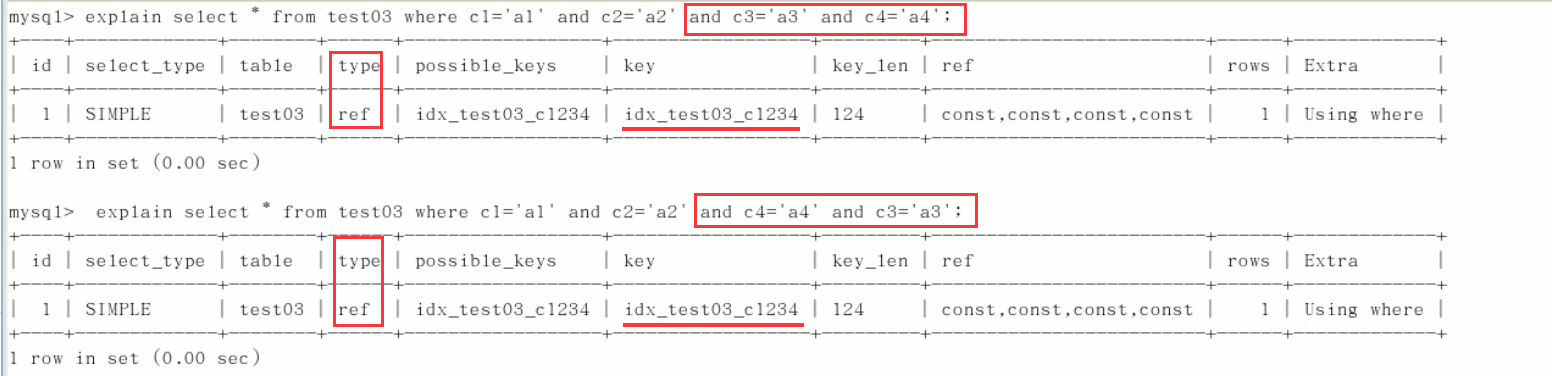 mysql> explain select * from test03 where c1='a1' and c2='a2' and c3='a3' and c4='a4';
+----+-------------+--------+------+------------------+------------------+---------+-------------------------+------+-------------+
| id | select_type | table | type | possible_keys | key | key_len | ref | rows | Extra |
+----+-------------+--------+------+------------------+------------------+---------+-------------------------+------+-------------+
| 1 | SIMPLE | test03 | ref | idx_test03_c1234 | idx_test03_c1234 | 124 | const,const,const,const | 1 | Using where |
+----+-------------+--------+------+------------------+------------------+---------+-------------------------+------+-------------+
1 row in set (0.00 sec)
mysql> explain select * from test03 where c1='a1' and c2='a2' and c4='a4' and c3='a3';
+----+-------------+--------+------+------------------+------------------+---------+-------------------------+------+-------------+
| id | select_type | table | type | possible_keys | key | key_len | ref | rows | Extra |
+----+-------------+--------+------+------------------+------------------+---------+-------------------------+------+-------------+
| 1 | SIMPLE | test03 | ref | idx_test03_c1234 | idx_test03_c1234 | 124 | const,const,const,const | 1 | Using where |
+----+-------------+--------+------+------------------+------------------+---------+-------------------------+------+-------------+
1 row in set (0.00 sec)